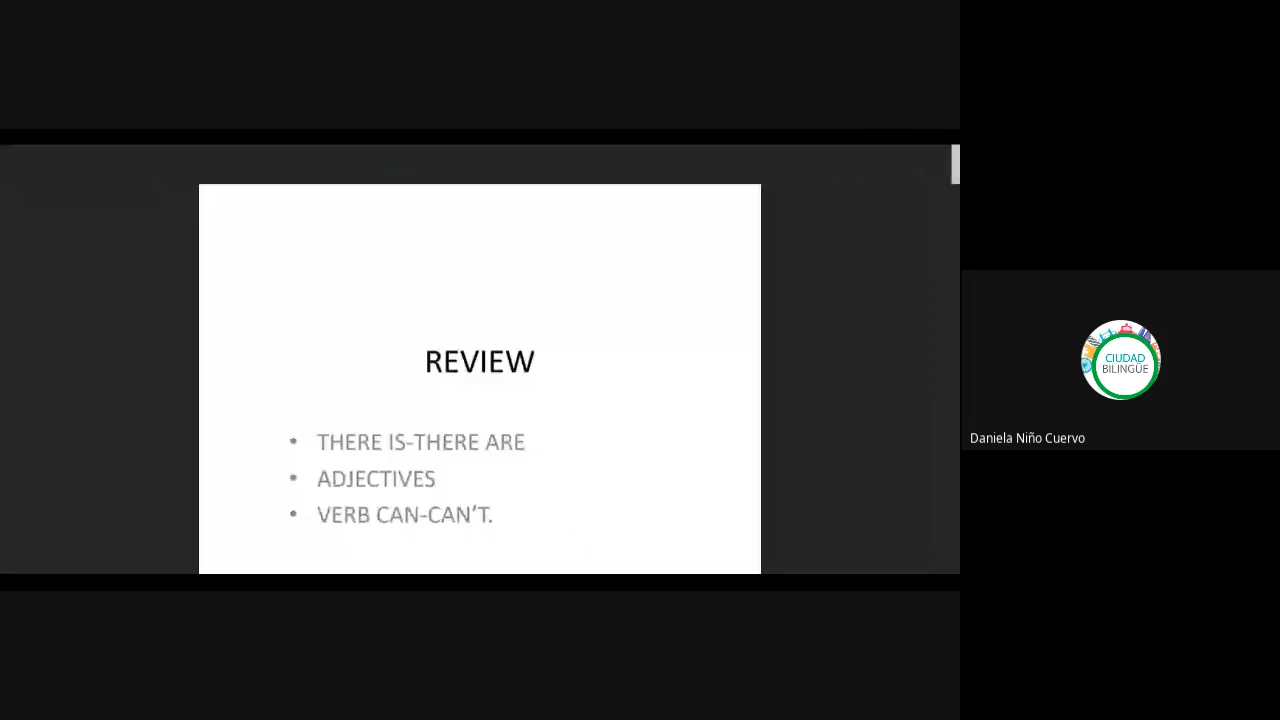 REVIEW
• THERE IS-THERE ARE
• ADJECTIVES
• VERB CAN-CAN’T.
CIUDAD
BILINGÜE
Daniela Niño Cuervo